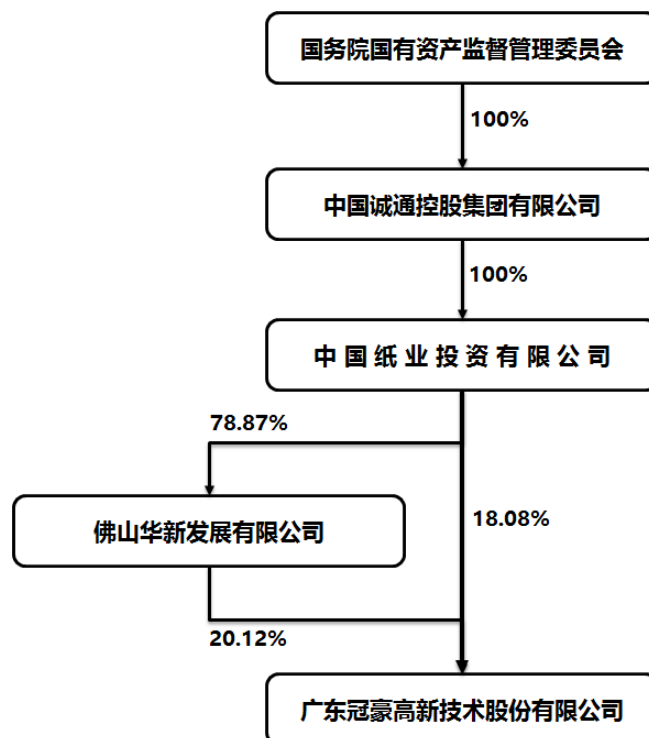 国务院国有资产监督管理委员会
100%
中国诚通控股集团有限公司
100%
中国纸业投资有限公司
78.87%
佛山华新发展有限公司
18.08%
20.12%
广东冠豪高新技术股份有限公司